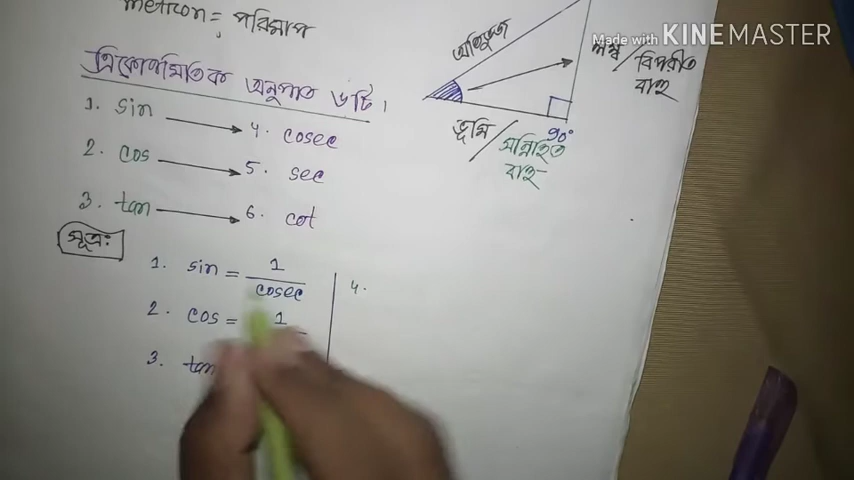 metron = পরিমাপ
ত্রিকোণমিতিক অনুপাত ৬টি।
1. sin
4. cosec
2. cos
5. sec
3. tan
6. cot
সূত্রঃ
1. sin = 1/cosec
2. cos = 1
3. tan
4.
অতিভুজ
লম্ব/বিপরীত
বাহু
90°
ভূমি/সন্নিহিত
বাহু
Made with KINEMASTER